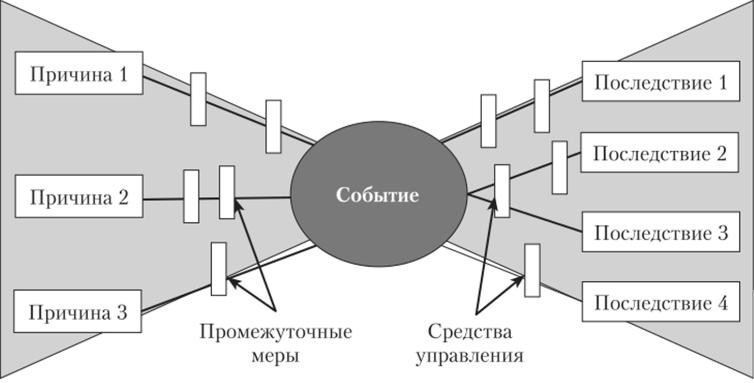 Причина 1
Причина 2
Причина 3
Событие
Последствие 1
Последствие 2
Последствие 3
Последствие 4
Промежуточные
меры
Средства
управления